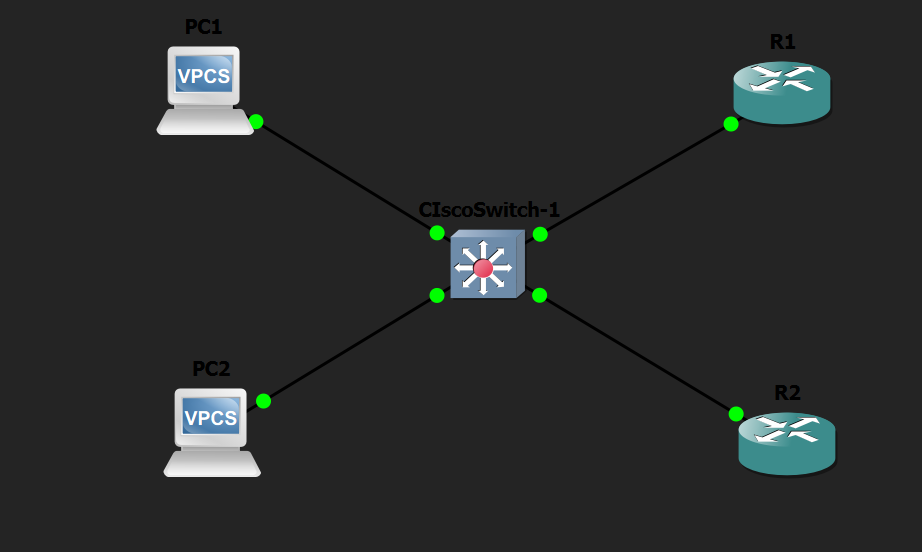 PC1
VPCS
R1
CIscoSwitch-1
PC2
VPCS
R2